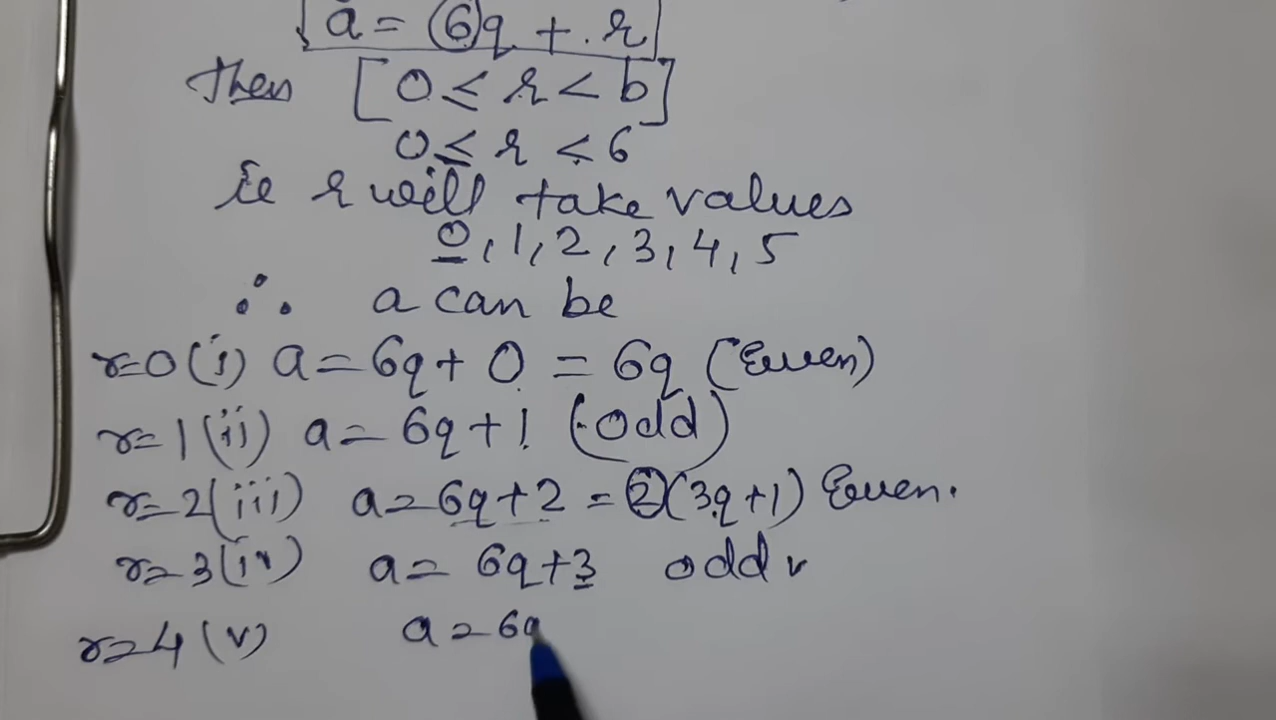 a = 6q + r
Then [0 ≤ r < b]
0 ≤ r < 6
ie r will take values
0, 1, 2, 3, 4, 5
∴ a can be
r=0 (i) a = 6q + 0 = 6q (Even)
r=1 (ii) a = 6q + 1 (odd)
r=2 (iii) a = 6q+2 = 2(3q+1) Even.
r=3 (iv) a = 6q+3 odd
r=4 (v) a = 6q